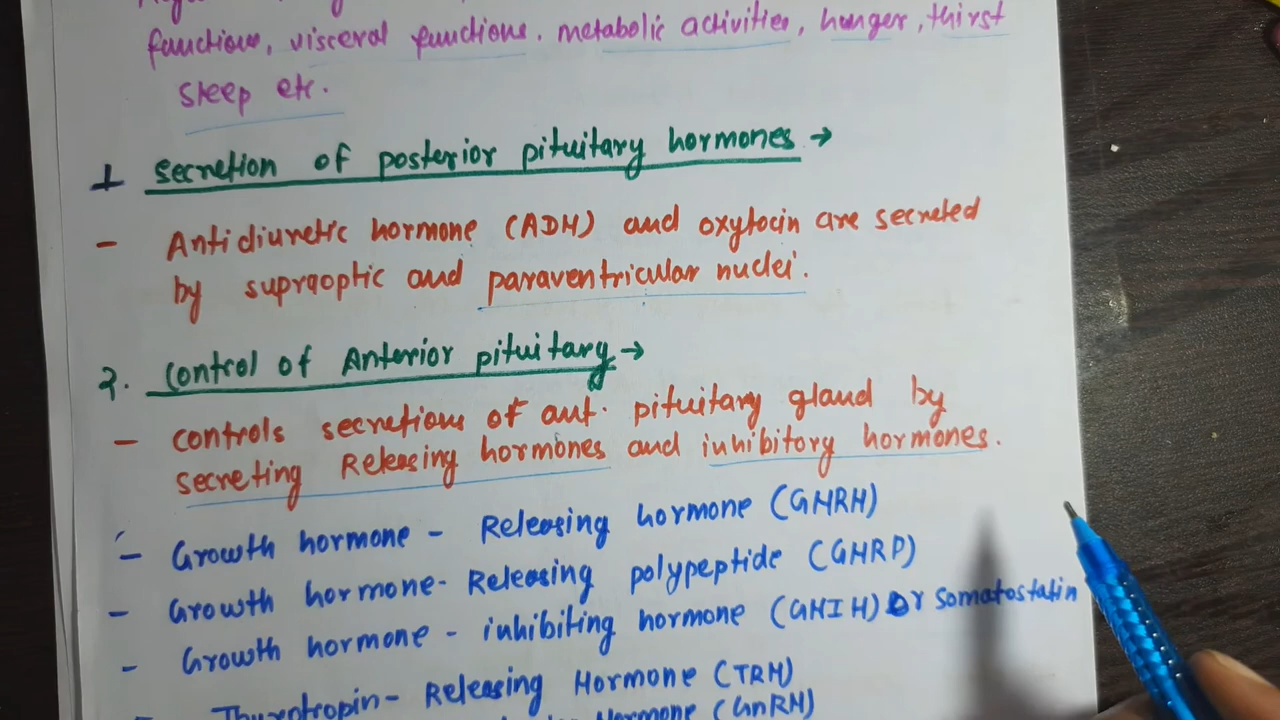 functions, visceral functions. metabolic activities, hunger, thirst
sleep etc.
1 secretion of posterior pituitary hormones →
- Antidiuretic hormone (ADH) and oxytocin are secreted
by supraoptic and paraventricular nuclei.
2. control of Anterior pituitary →
- controls secretions of ant. pituitary gland by
secreting Releasing hormones and inhibitory hormones.
- Growth hormone - Releasing hormone (GHRH)
- Growth hormone - Releasing polypeptide (GHRP)
- Growth hormone - inhibiting hormone (GHIH) Or somatostatin
Thyrotropin - Releasing Hormone (TRH)
Hormone (GnRH)